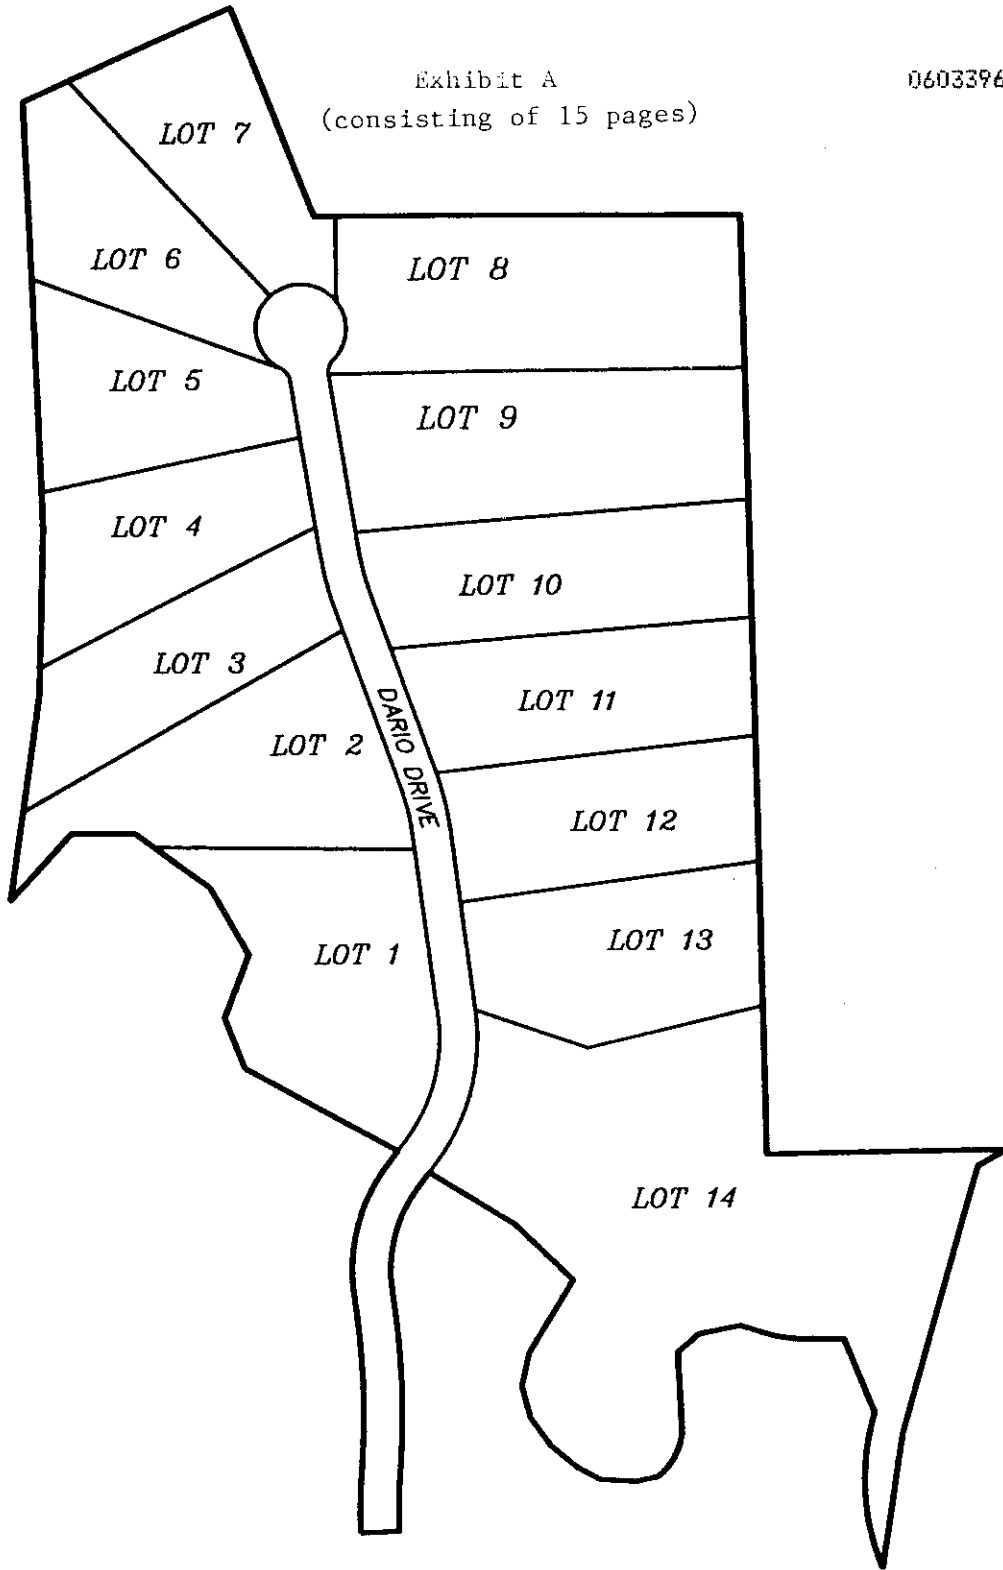 Exhibit A
0603396
(consisting of 15 pages)
LOT 7
LOT 6
LOT 8
LOT 5
LOT 9
LOT 4
LOT 10
LOT 3
LOT 11
LOT 2
DARIO DRIVE
LOT 12
LOT 1
LOT 13
LOT 14